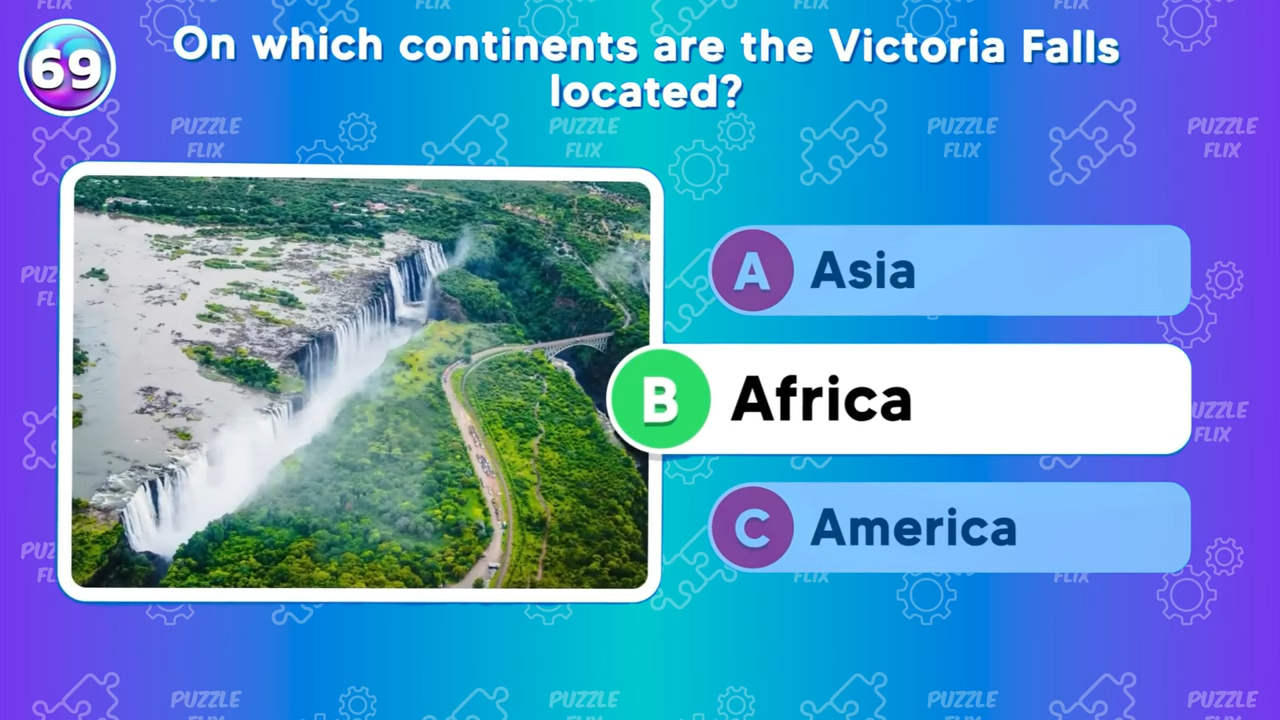 69
On which continents are the Victoria Falls
located?
A Asia
B Africa
C America
PUZZLE
FLIX